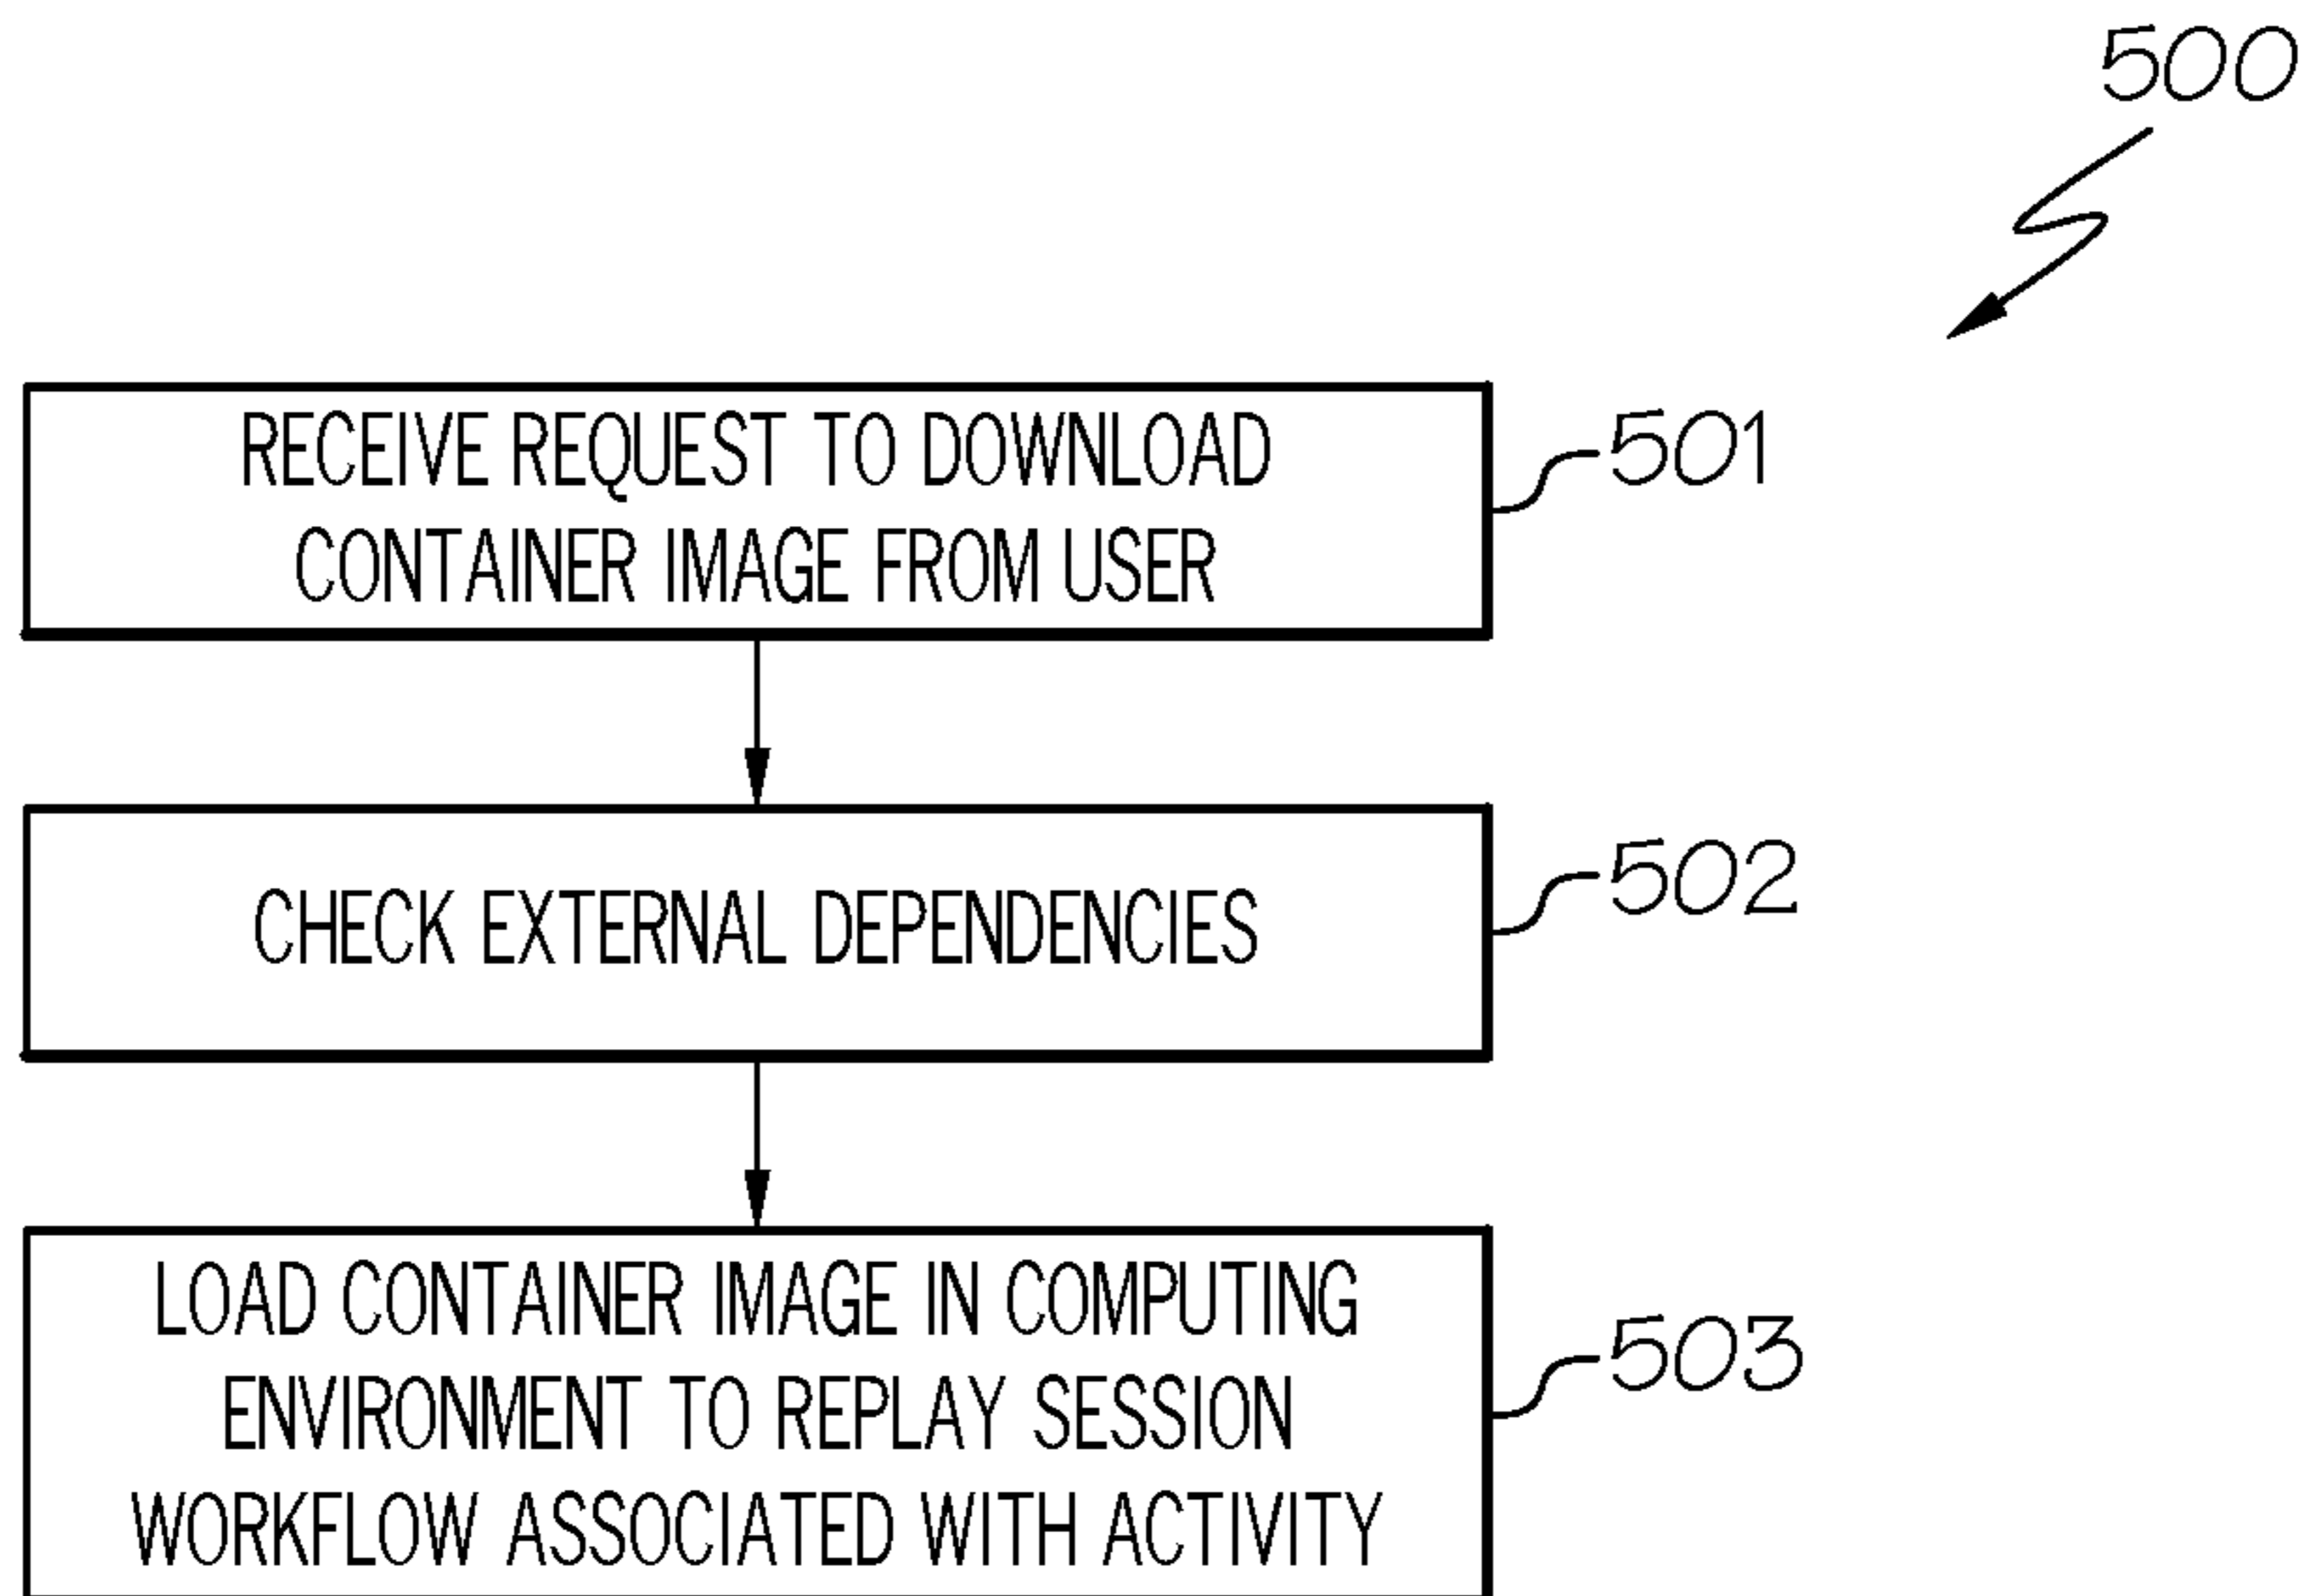 500
RECEIVE REQUEST TO DOWNLOAD
CONTAINER IMAGE FROM USER
501
CHECK EXTERNAL DEPENDENCIES
502
LOAD CONTAINER IMAGE IN COMPUTING
ENVIRONMENT TO REPLAY SESSION
WORKFLOW ASSOCIATED WITH ACTIVITY
503